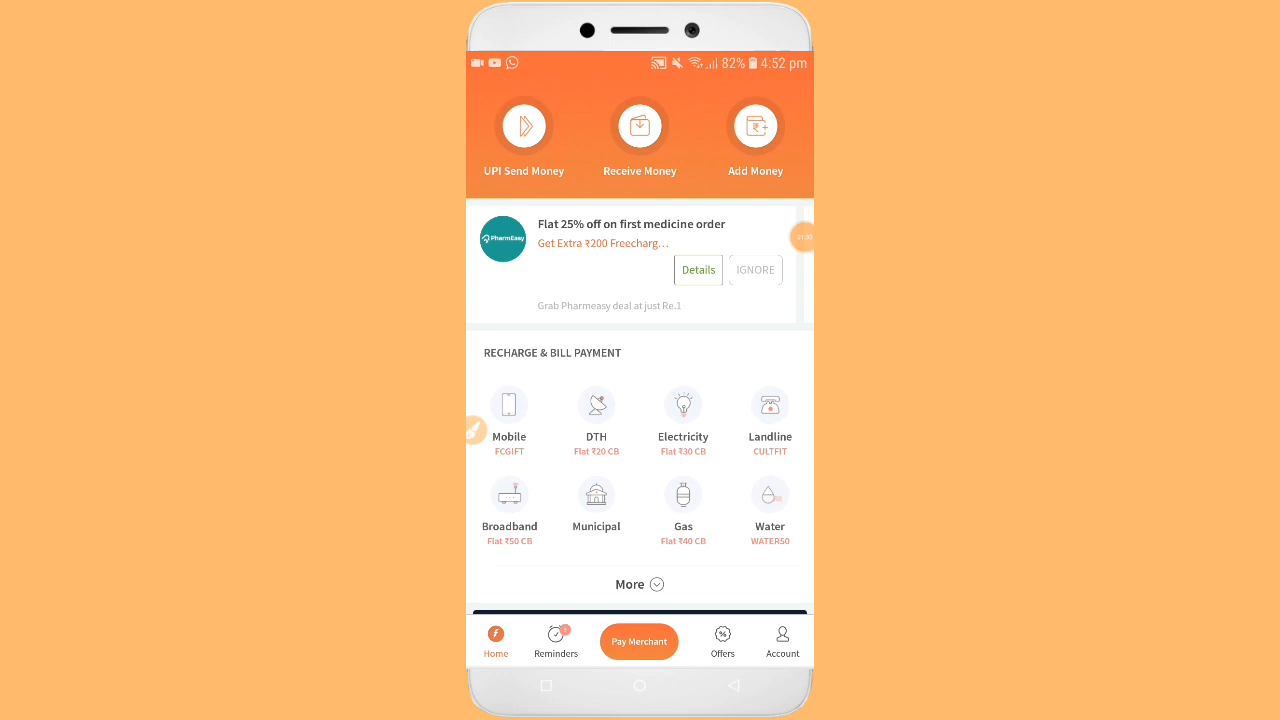 82% 4:52 pm
UPI Send Money Receive Money Add Money
PharmEasy
Flat 25% off on first medicine order
Get Extra ₹200 Freecharg...
Details IGNORE
Grab Pharmeasy deal at just Re.1
RECHARGE & BILL PAYMENT
Mobile DTH Electricity Landline
FCGIFT Flat ₹20 CB Flat ₹30 CB CULTFIT
Broadband Municipal Gas Water
Flat ₹50 CB Flat ₹40 CB WATER50
More
Home Reminders Pay Merchant Offers Account